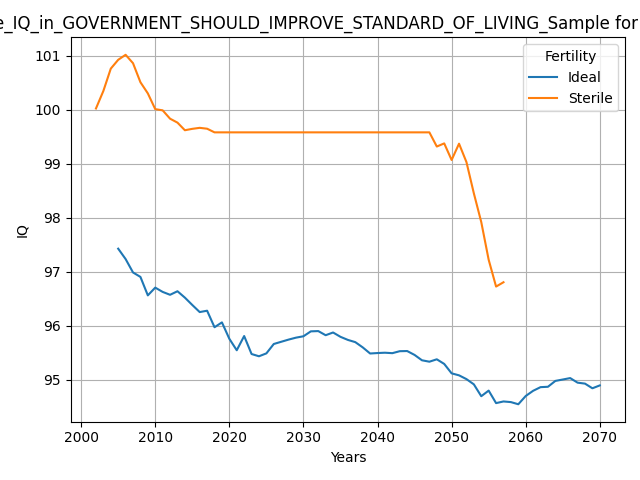 e_IQ_in_GOVERNMENT_SHOULD_IMPROVE_STANDARD_OF_LIVING_Sample for
Fertility
Ideal
Sterile
101
100
99
98
97
96
95
IQ
2000 2010 2020 2030 2040 2050 2060 2070
Years